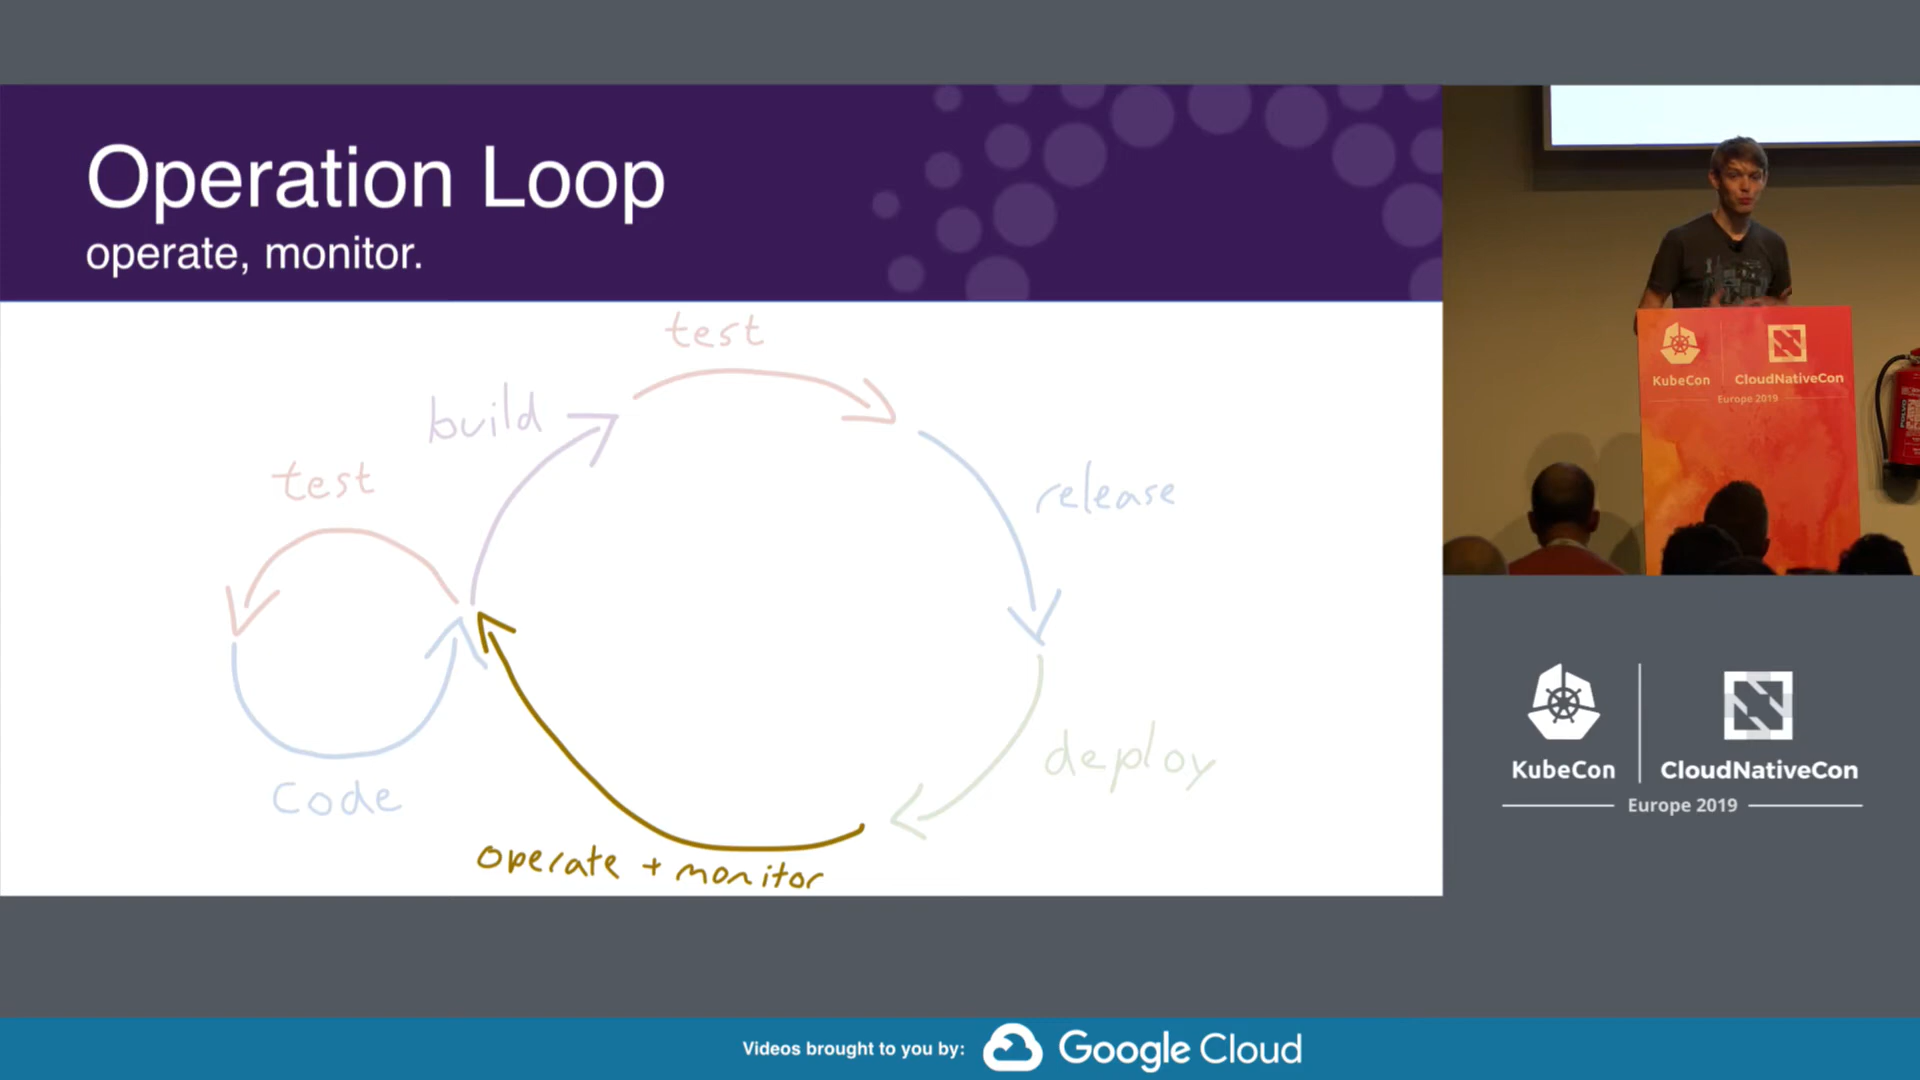 Operation Loop
operate, monitor.
test
build
test
release
code
deploy
operate + monitor
KubeCon
CloudNativeCon
Europe 2019
KubeCon
CloudNativeCon
Europe 2019
Videos brought to you by:
Google Cloud